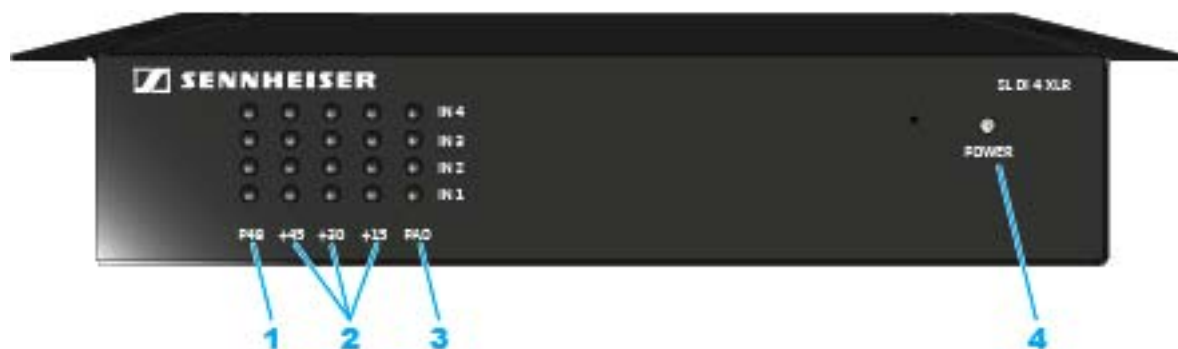 SENNHEISER
SL DI 4 XLR
IN 4
IN 3
IN 2
IN 1
POWER
P48 +45 +30 +15 PAD
1 2 3 4